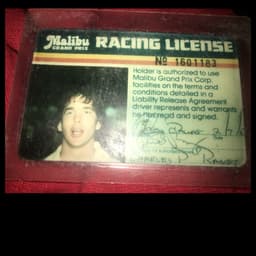 Malibu
GRAND PRIX
RACING LICENSE
No 1601183
Holder is authorized to use
Malibu Grand Prix Corp.
facilities on the terms and
conditions detailed in a
Liability Release Agreement
driver represents and warrants
he has read and signed.
CHARLES